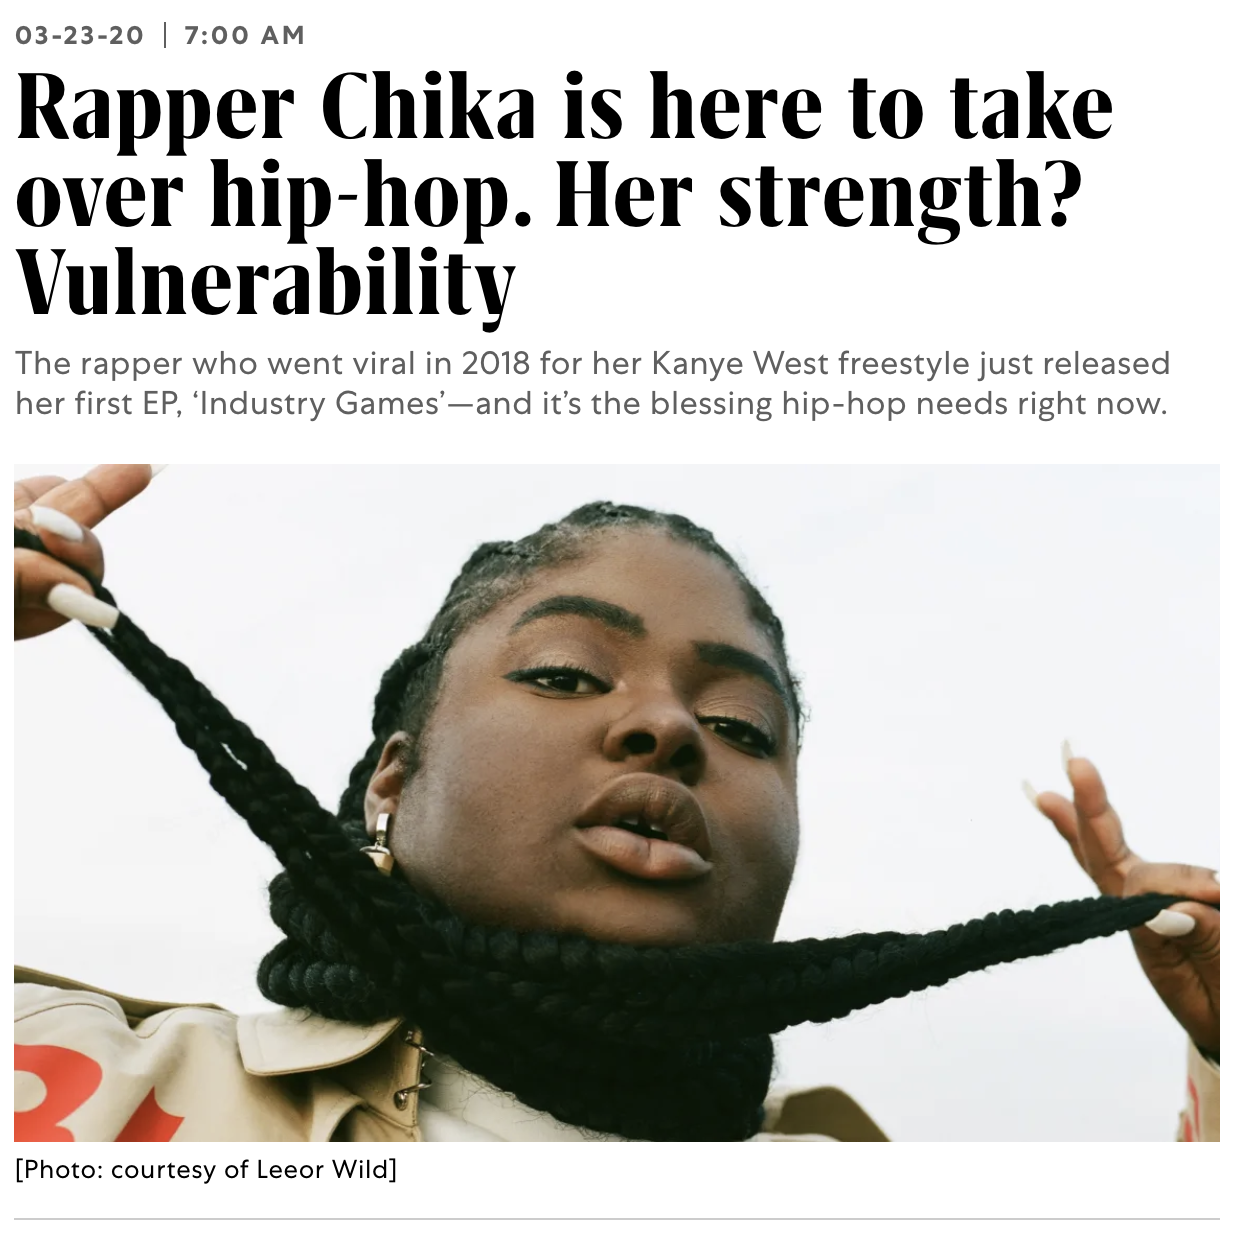 03-23-20 | 7:00 AM
Rapper Chika is here to take
over hip-hop. Her strength?
Vulnerability
The rapper who went viral in 2018 for her Kanye West freestyle just released
her first EP, ‘Industry Games’—and it’s the blessing hip-hop needs right now.
[Photo: courtesy of Leeor Wild]